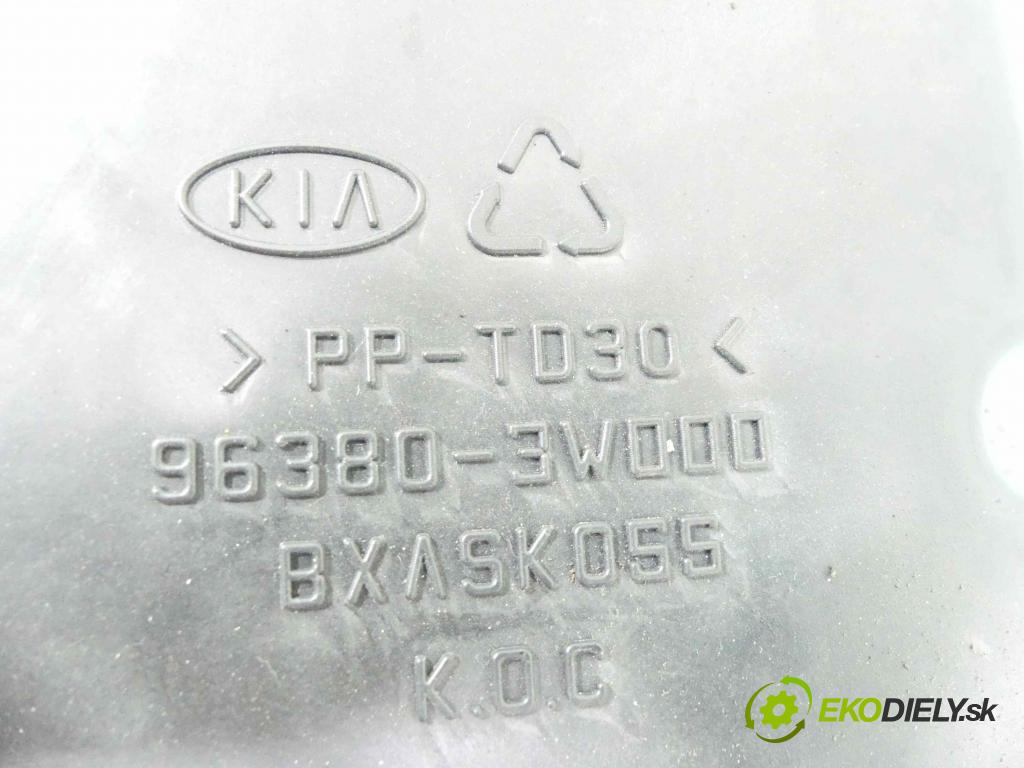 KIA
> PP-TD30 <
96380-3W000
BXASK055
K.O.C
EKODIELY.sk